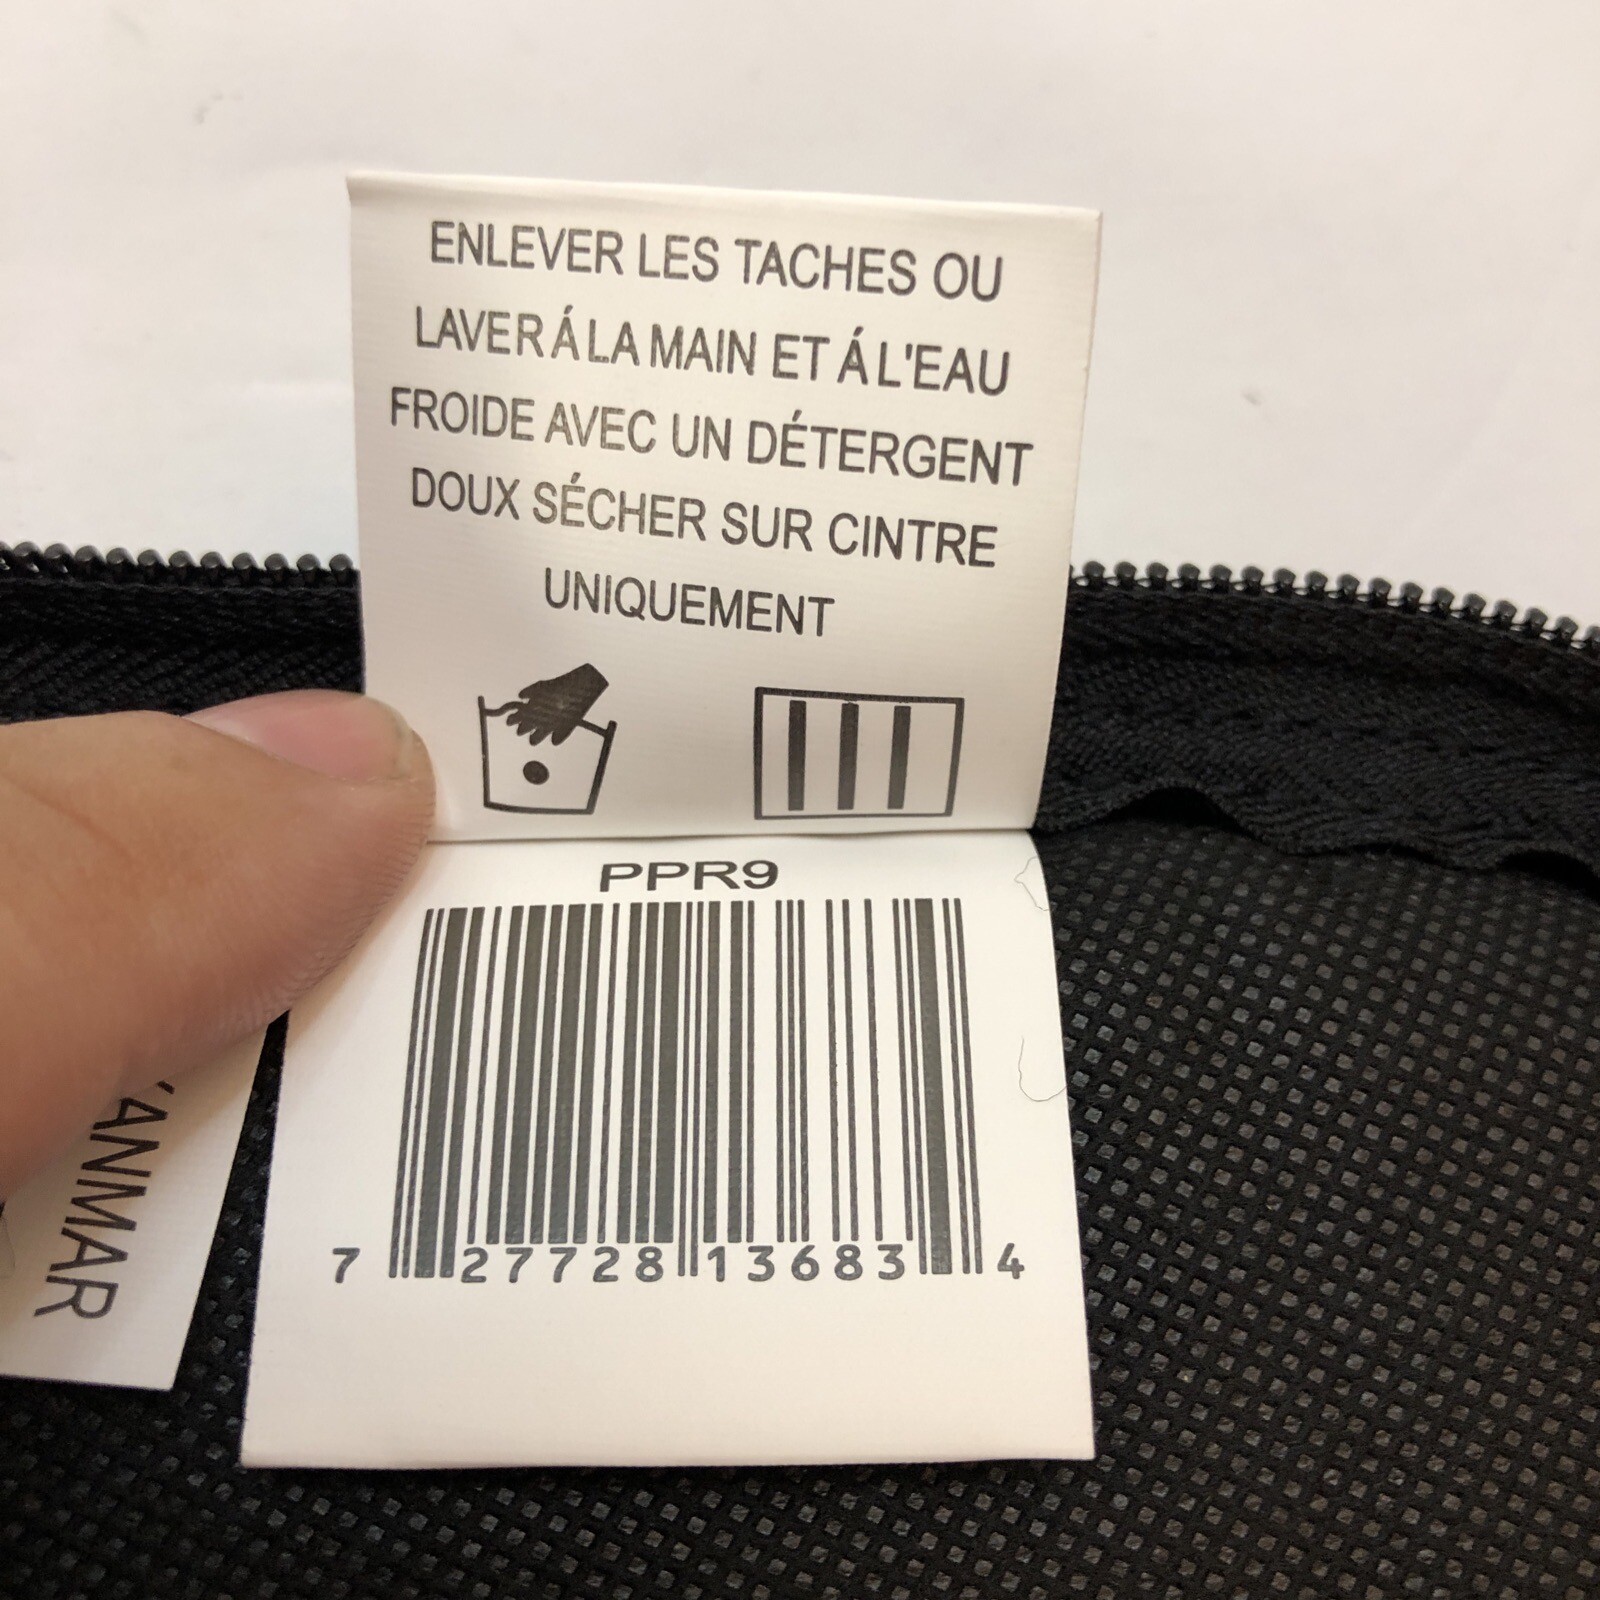 ENLEVER LES TACHES OU
LAVER Á LA MAIN ET Á L'EAU
FROIDE AVEC UN DÉTERGENT
DOUX SÉCHER SUR CINTRE
UNIQUEMENT
PPR9
7 27728 13683 4